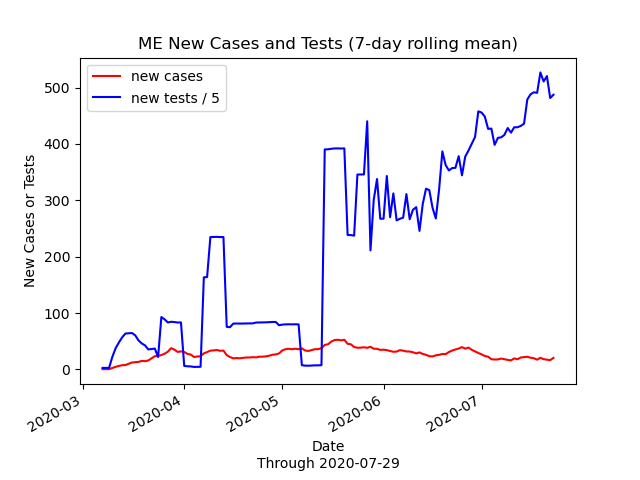 ME New Cases and Tests (7-day rolling mean)
new cases
new tests / 5
New Cases or Tests
500
400
300
200
100
0
2020-03
2020-04
2020-05
2020-06
2020-07
Date
Through 2020-07-29